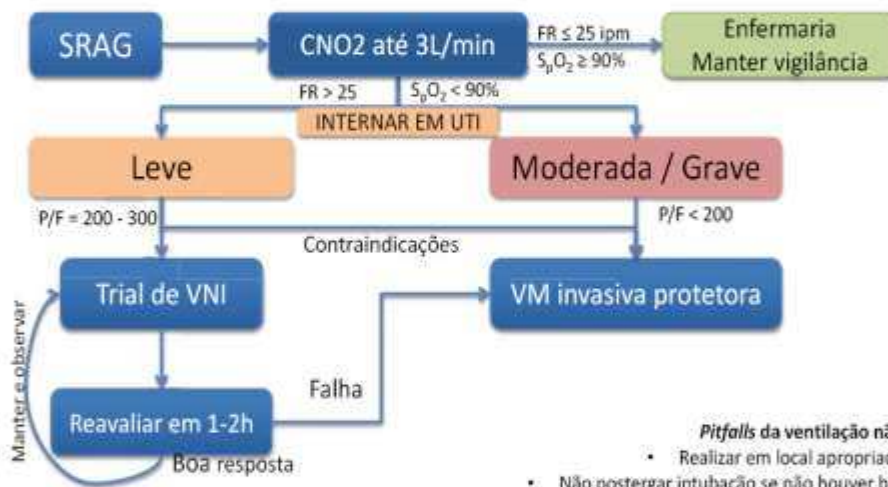 SRAG
CNO2 até 3L/min
FR ≤ 25 ipm
SpO2 ≥ 90%
Enfermaria
Manter vigilância
FR > 25
SpO2 < 90%
INTERNAR EM UTI
Leve
Moderada / Grave
P/F = 200 - 300
P/F < 200
Contraindicações
Trial de VNI
VM invasiva protetora
Manter e observar
Falha
Reavaliar em 1-2h
Boa resposta
Pitfalls da ventilação
• Realizar em local
• Não postergar intubação se não houver